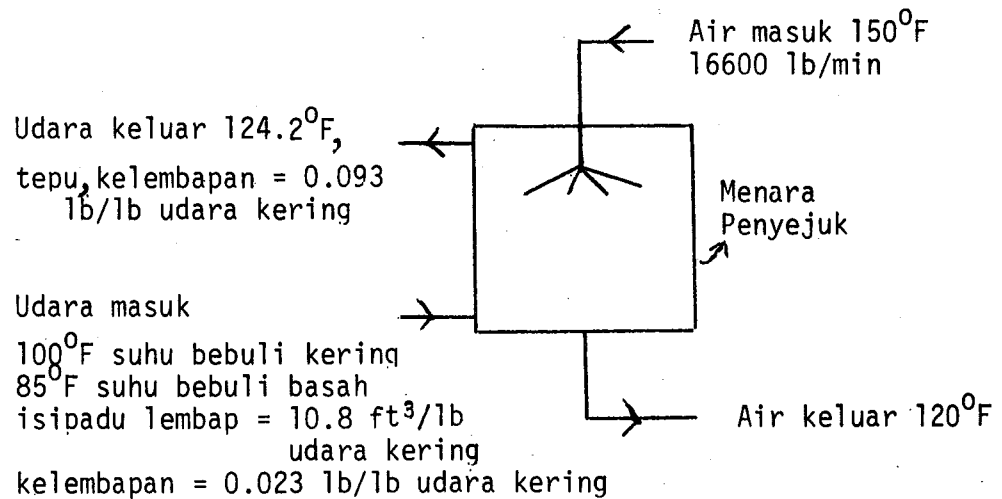 Air masuk 150°F
16600 lb/min
Udara keluar 124.2°F,
tepu, kelembapan = 0.093
lb/lb udara kering
Menara
Penyejuk
Udara masuk
100°F suhu bebuli kering
85°F suhu bebuli basah
isipadu lembap = 10.8 ft³/lb
udara kering
kelembapan = 0.023 lb/lb udara kering
Air keluar 120°F